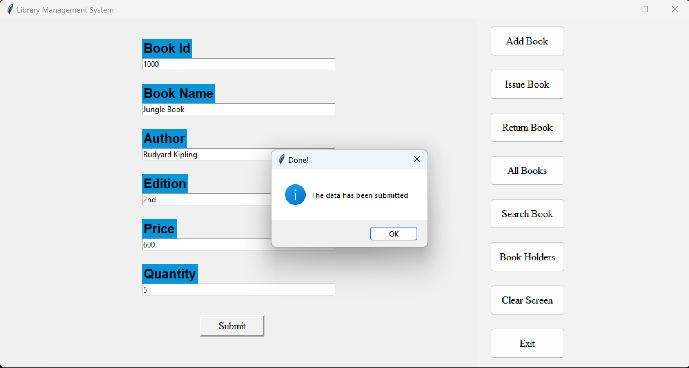 Library Management System
Book Id
1000
Book Name
Jungle Book
Author
Rudyard Kipling
Edition
2nd
Price
600
Quantity
5
Submit
Done!
The data has been submitted
OK
Add Book
Issue Book
Return Book
All Books
Search Book
Book Holders
Clear Screen
Exit